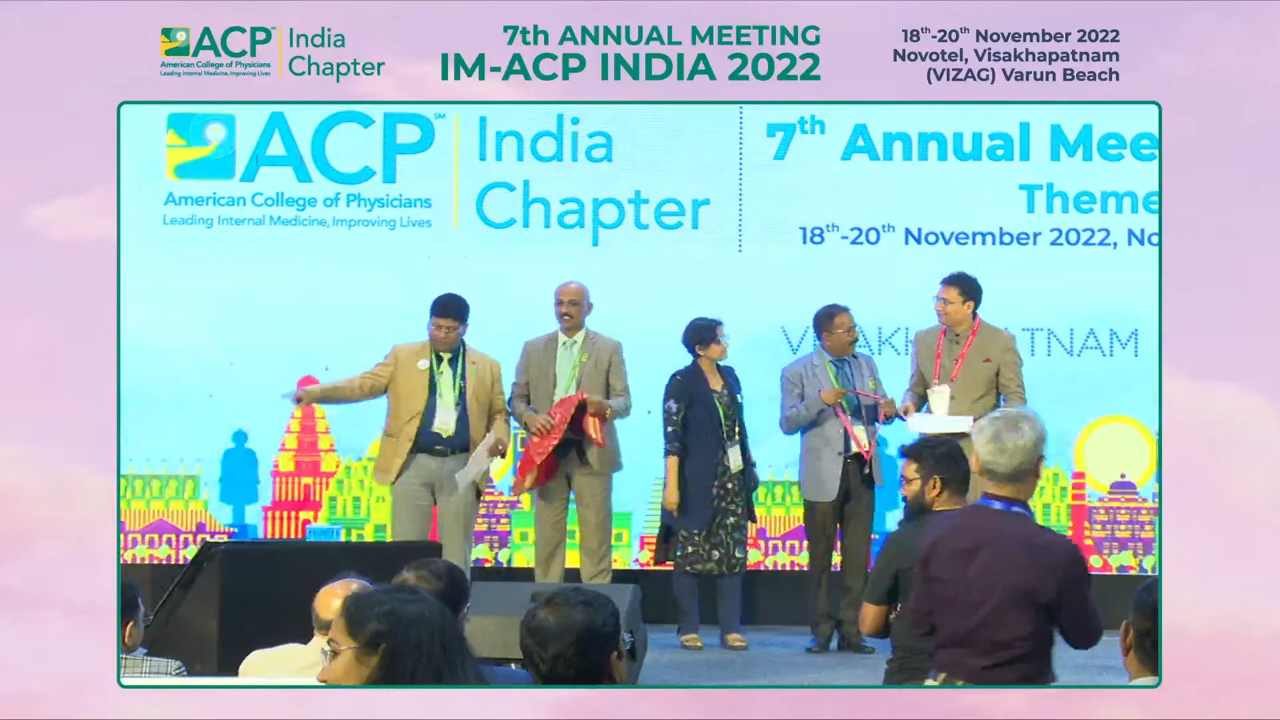 ACP
American College of Physicians
Leading Internal Medicine, Improving Lives
India
Chapter
7th ANNUAL MEETING
IM-ACP INDIA 2022
18th-20th November 2022
Novotel, Visakhapatnam
(VIZAG) Varun Beach
ACP SM
American College of Physicians
Leading Internal Medicine, Improving Lives
India
Chapter
7th Annual Mee
Theme
18th-20th November 2022, No